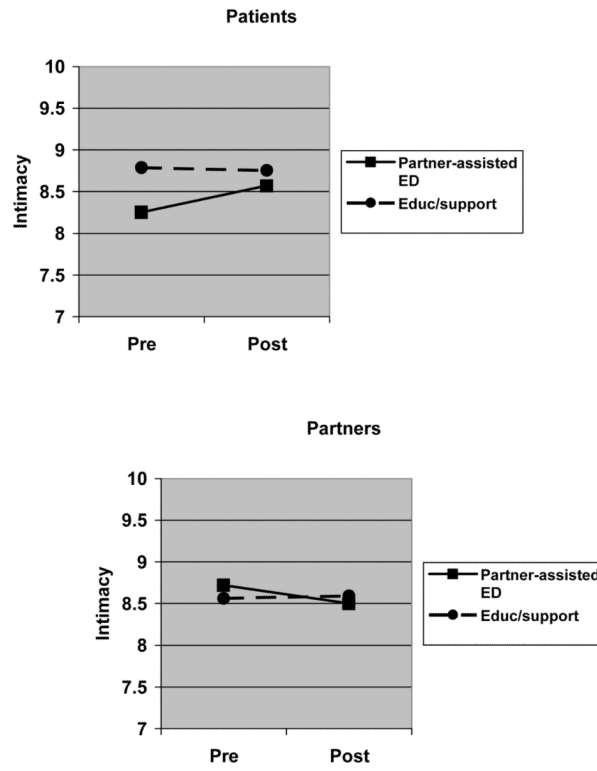 Patients
10
9.5
9
8.5
8
7.5
7
Intimacy
Pre Post
Partner-assisted
ED
Educ/support
Partners
10
9.5
9
8.5
8
7.5
7
Intimacy
Pre Post
Partner-assisted
ED
Educ/support